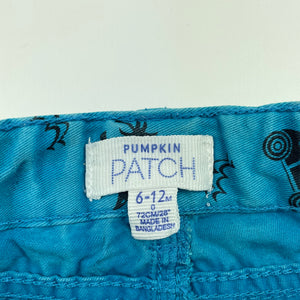 PUMPKIN
PATCH
6-12M
0
72CM/28"
MADE IN
BANGLADESH